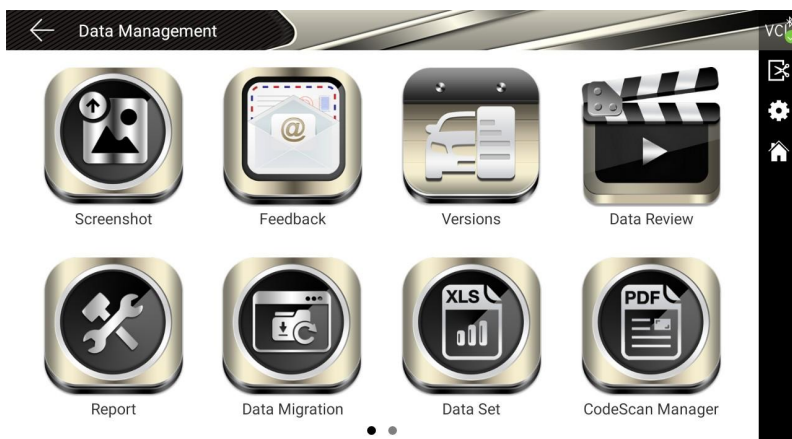 Data Management
VCI
@
Screenshot
Feedback
Versions
Data Review
XLS
PDF
Report
Data Migration
Data Set
CodeScan Manager